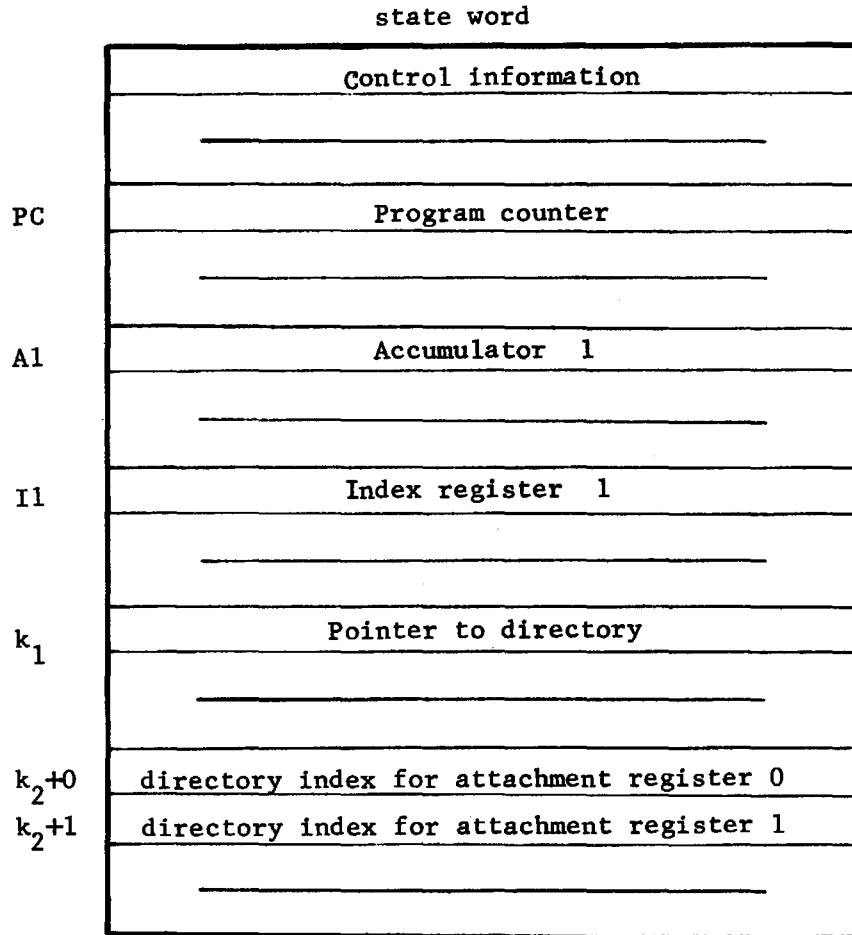 state word
Control information
PC Program counter
A1 Accumulator 1
I1 Index register 1
k₁ Pointer to directory
k₂+0 directory index for attachment register 0
k₂+1 directory index for attachment register 1